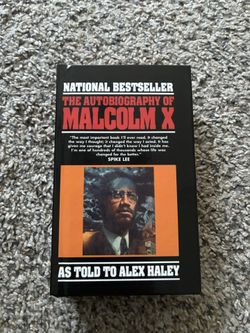 NATIONAL BESTSELLER
THE AUTOBIOGRAPHY OF
MALCOLM X
"The most important book I'll ever read. It changed
the way I thought; it changed the way I acted. It has
given me courage that I didn't know I had inside me.
I'm one of hundreds of thousands whose life was
changed for the better."
SPIKE LEE
AS TOLD TO ALEX HALEY